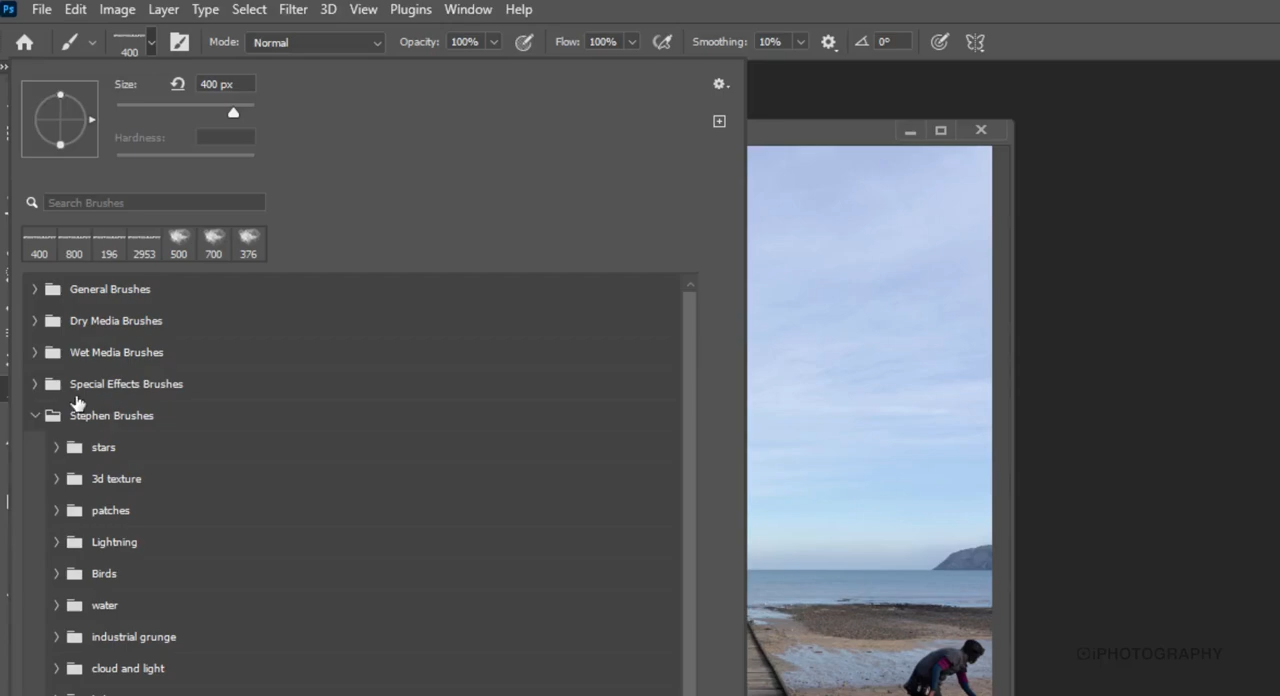 Ps File Edit Image Layer Type Select Filter 3D View Plugins Window Help
400 Mode: Normal Opacity: 100% Flow: 100% Smoothing: 10% 0°
Size: 400 px
Hardness:
Search Brushes
400 800 196 2953 500 700 376
General Brushes
Dry Media Brushes
Wet Media Brushes
Special Effects Brushes
Stephen Brushes
stars
3d texture
patches
Lightning
Birds
water
industrial grunge
cloud and light
iPHOTOGRAPHY